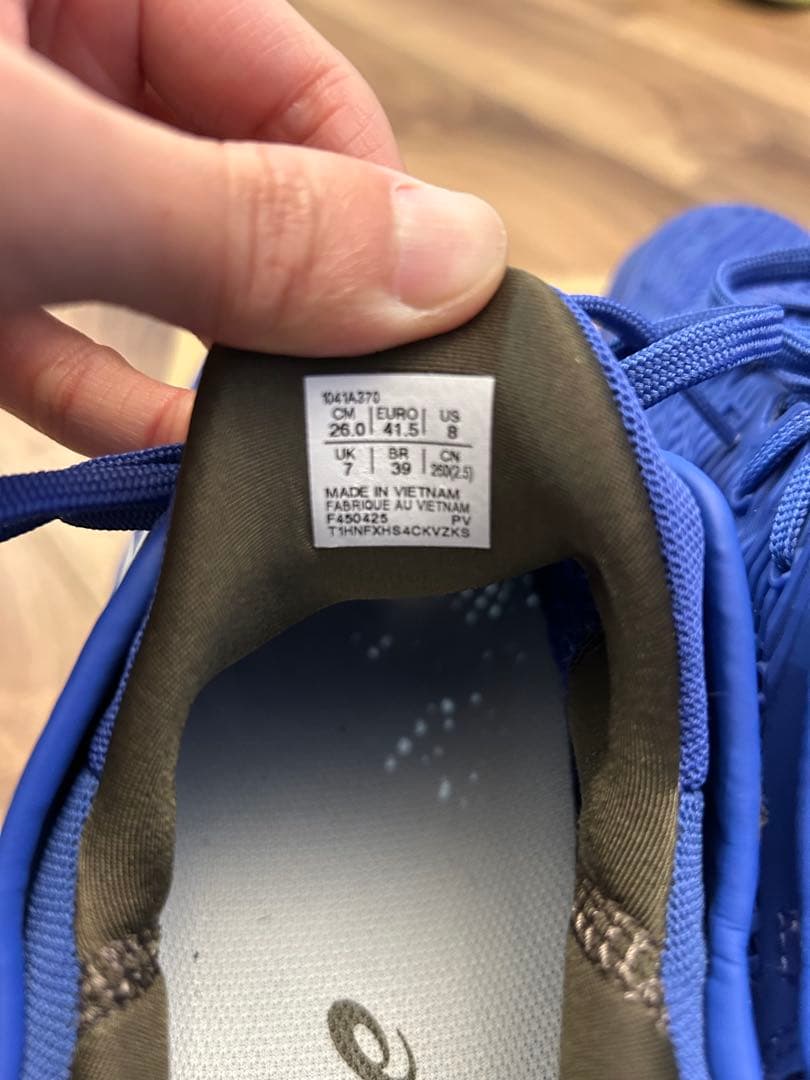 1041A370
CM | EURO | US
26.0 | 41.5 | 8
UK | BR | CN
7 | 39 | 260(2.5)
MADE IN VIETNAM
FABRIQUE AU VIETNAM
F450425 PV
T1HNFXHS4CKVZKS